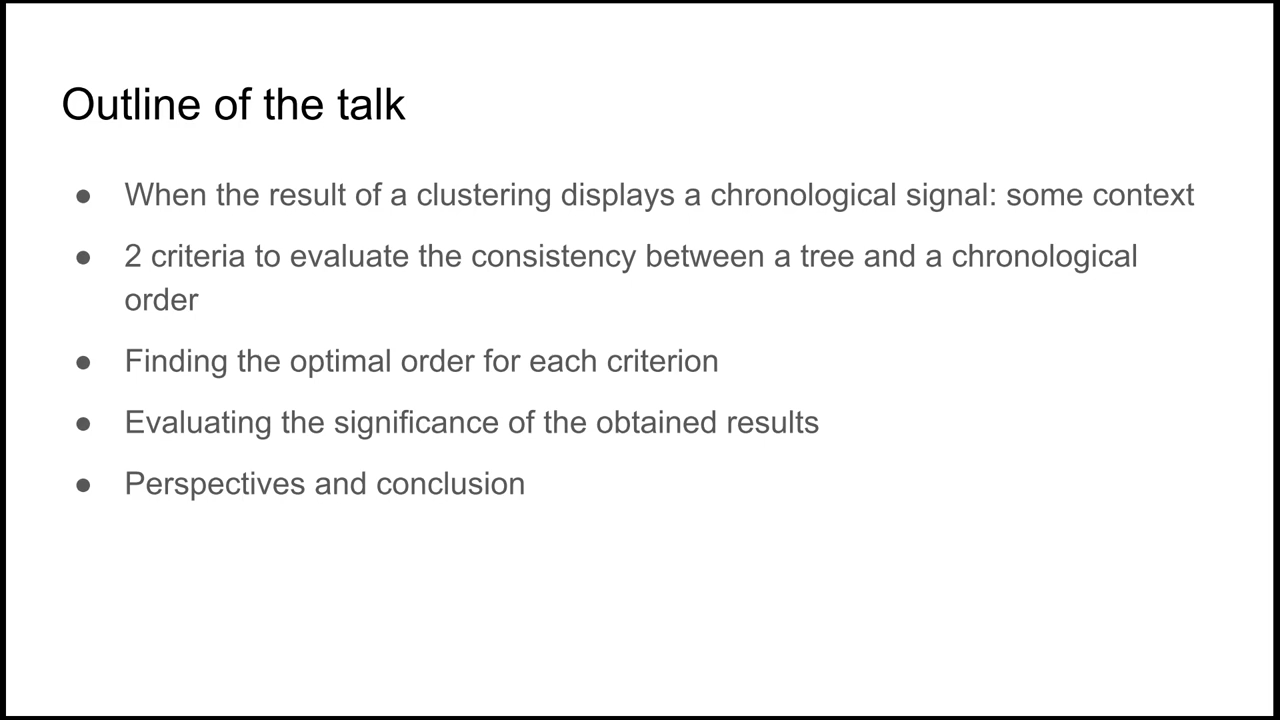 Outline of the talk
● When the result of a clustering displays a chronological signal: some context
● 2 criteria to evaluate the consistency between a tree and a chronological
order
● Finding the optimal order for each criterion
● Evaluating the significance of the obtained results
● Perspectives and conclusion